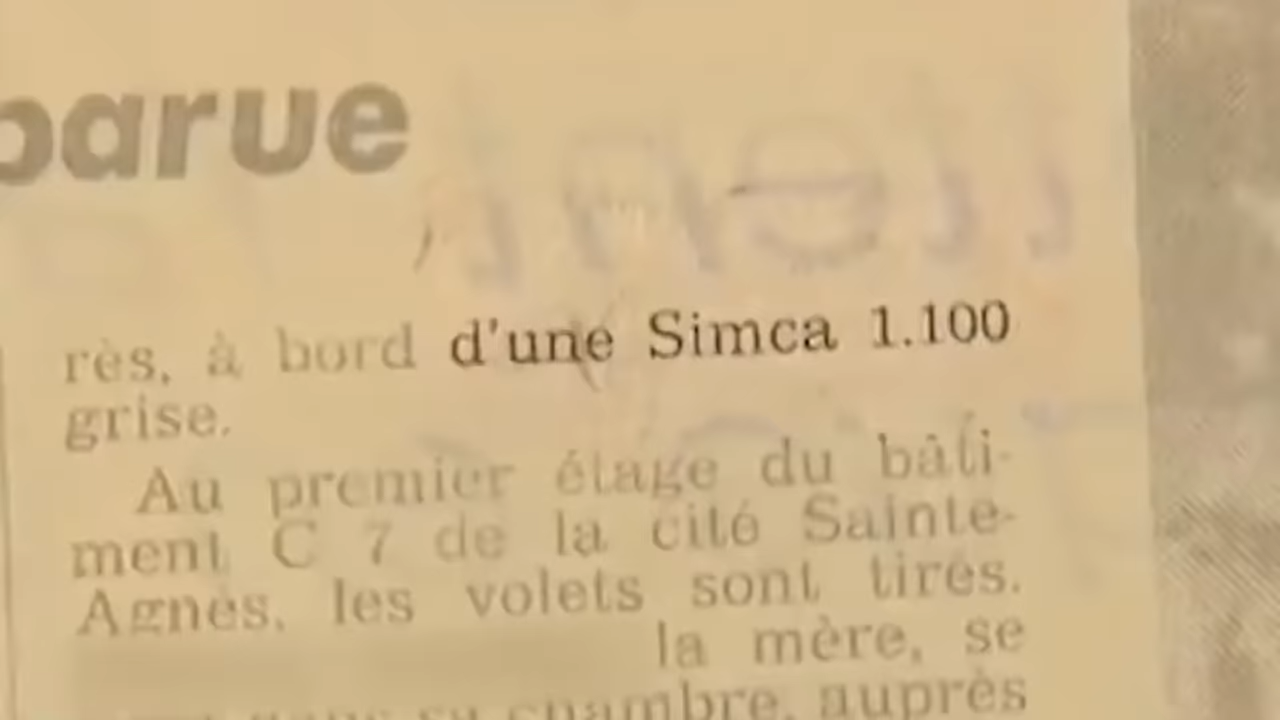 parue
rès, à bord d'une Simca 1.100
grise.
Au premier étage du bâti-
ment C 7 de la cité Sainte-
Agnès, les volets sont tirés.
la mère, se
chambre, auprès